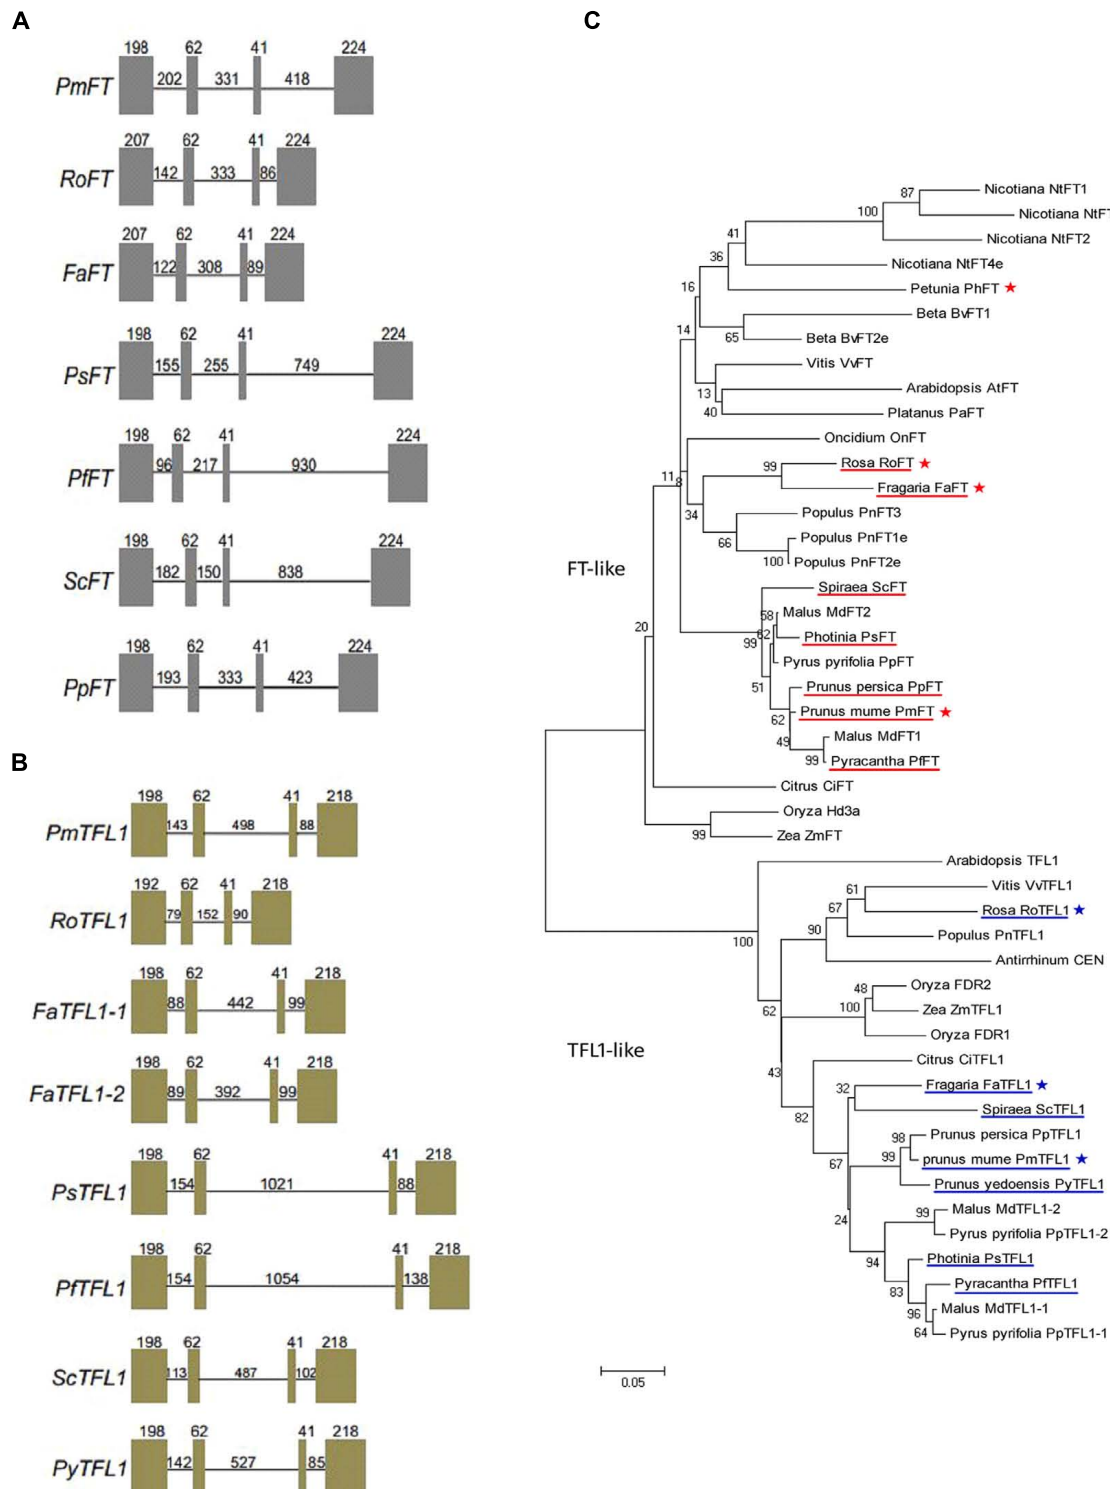 A
198 62 41 224
PmFT 202 331 418
207 62 41 224
RoFT 142 333 86
207 62 41 224
FaFT 122 308 89
198 62 41 224
PsFT 155 255 749
198 62 41 224
PfFT 96 217 930
198 62 41 224
ScFT 182 150 838
198 62 41 224
PpFT 193 333 423
B
198 62 41 218
PmTFL1 143 498 88
192 62 41 218
RoTFL1 79 152 90
198 62 41 218
FaTFL1-1 88 442 99
198 62 41 218
FaTFL1-2 89 392 99
198 62 41 218
PsTFL1 154 1021 88
198 62 41 218
PfTFL1 154 1054 138
198 62 41 218
ScTFL1 113 487 102
198 62 41 218
PyTFL1 142 527 85
C
87 Nicotiana NtFT1
100 Nicotiana NtFT
Nicotiana NtFT2
41
Nicotiana NtFT4e
36
Petunia PhFT ★
16
Beta BvFT1
14
65 Beta BvFT2e
Vitis VvFT
13 Arabidopsis AtFT
40 Platanus PaFT
Oncidium OnFT
99 Rosa RoFT ★
11 8
Fragaria FaFT ★
34 Populus PnFT3
66 Populus PnFT1e
100 Populus PnFT2e
FT-like
Spiraea ScFT
58 Malus MdFT2
20 62 Photinia PsFT
99
Pyrus pyrifolia PpFT
51 Prunus persica PpFT
62 Prunus mume PmFT ★
49 Malus MdFT1
99 Pyracantha PfFT
Citrus CiFT
Oryza Hd3a
99 Zea ZmFT
Arabidopsis TFL1
61 Vitis VvTFL1
67 Rosa RoTFL1 ★
90 Populus PnTFL1
100
Antirrhinum CEN
48 Oryza FDR2
62 100 Zea ZmTFL1
Oryza FDR1
TFL1-like
Citrus CiTFL1
43
32 Fragaria FaTFL1 ★
82 Spiraea ScTFL1
98 Prunus persica PpTFL1
67 99 prunus mume PmTFL1 ★
Prunus yedoensis PyTFL1
24 99 Malus MdTFL1-2
Pyrus pyrifolia PpTFL1-2
94 Photinia PsTFL1
83 Pyracantha PfTFL1
96 Malus MdTFL1-1
64 Pyrus pyrifolia PpTFL1-1
0.05